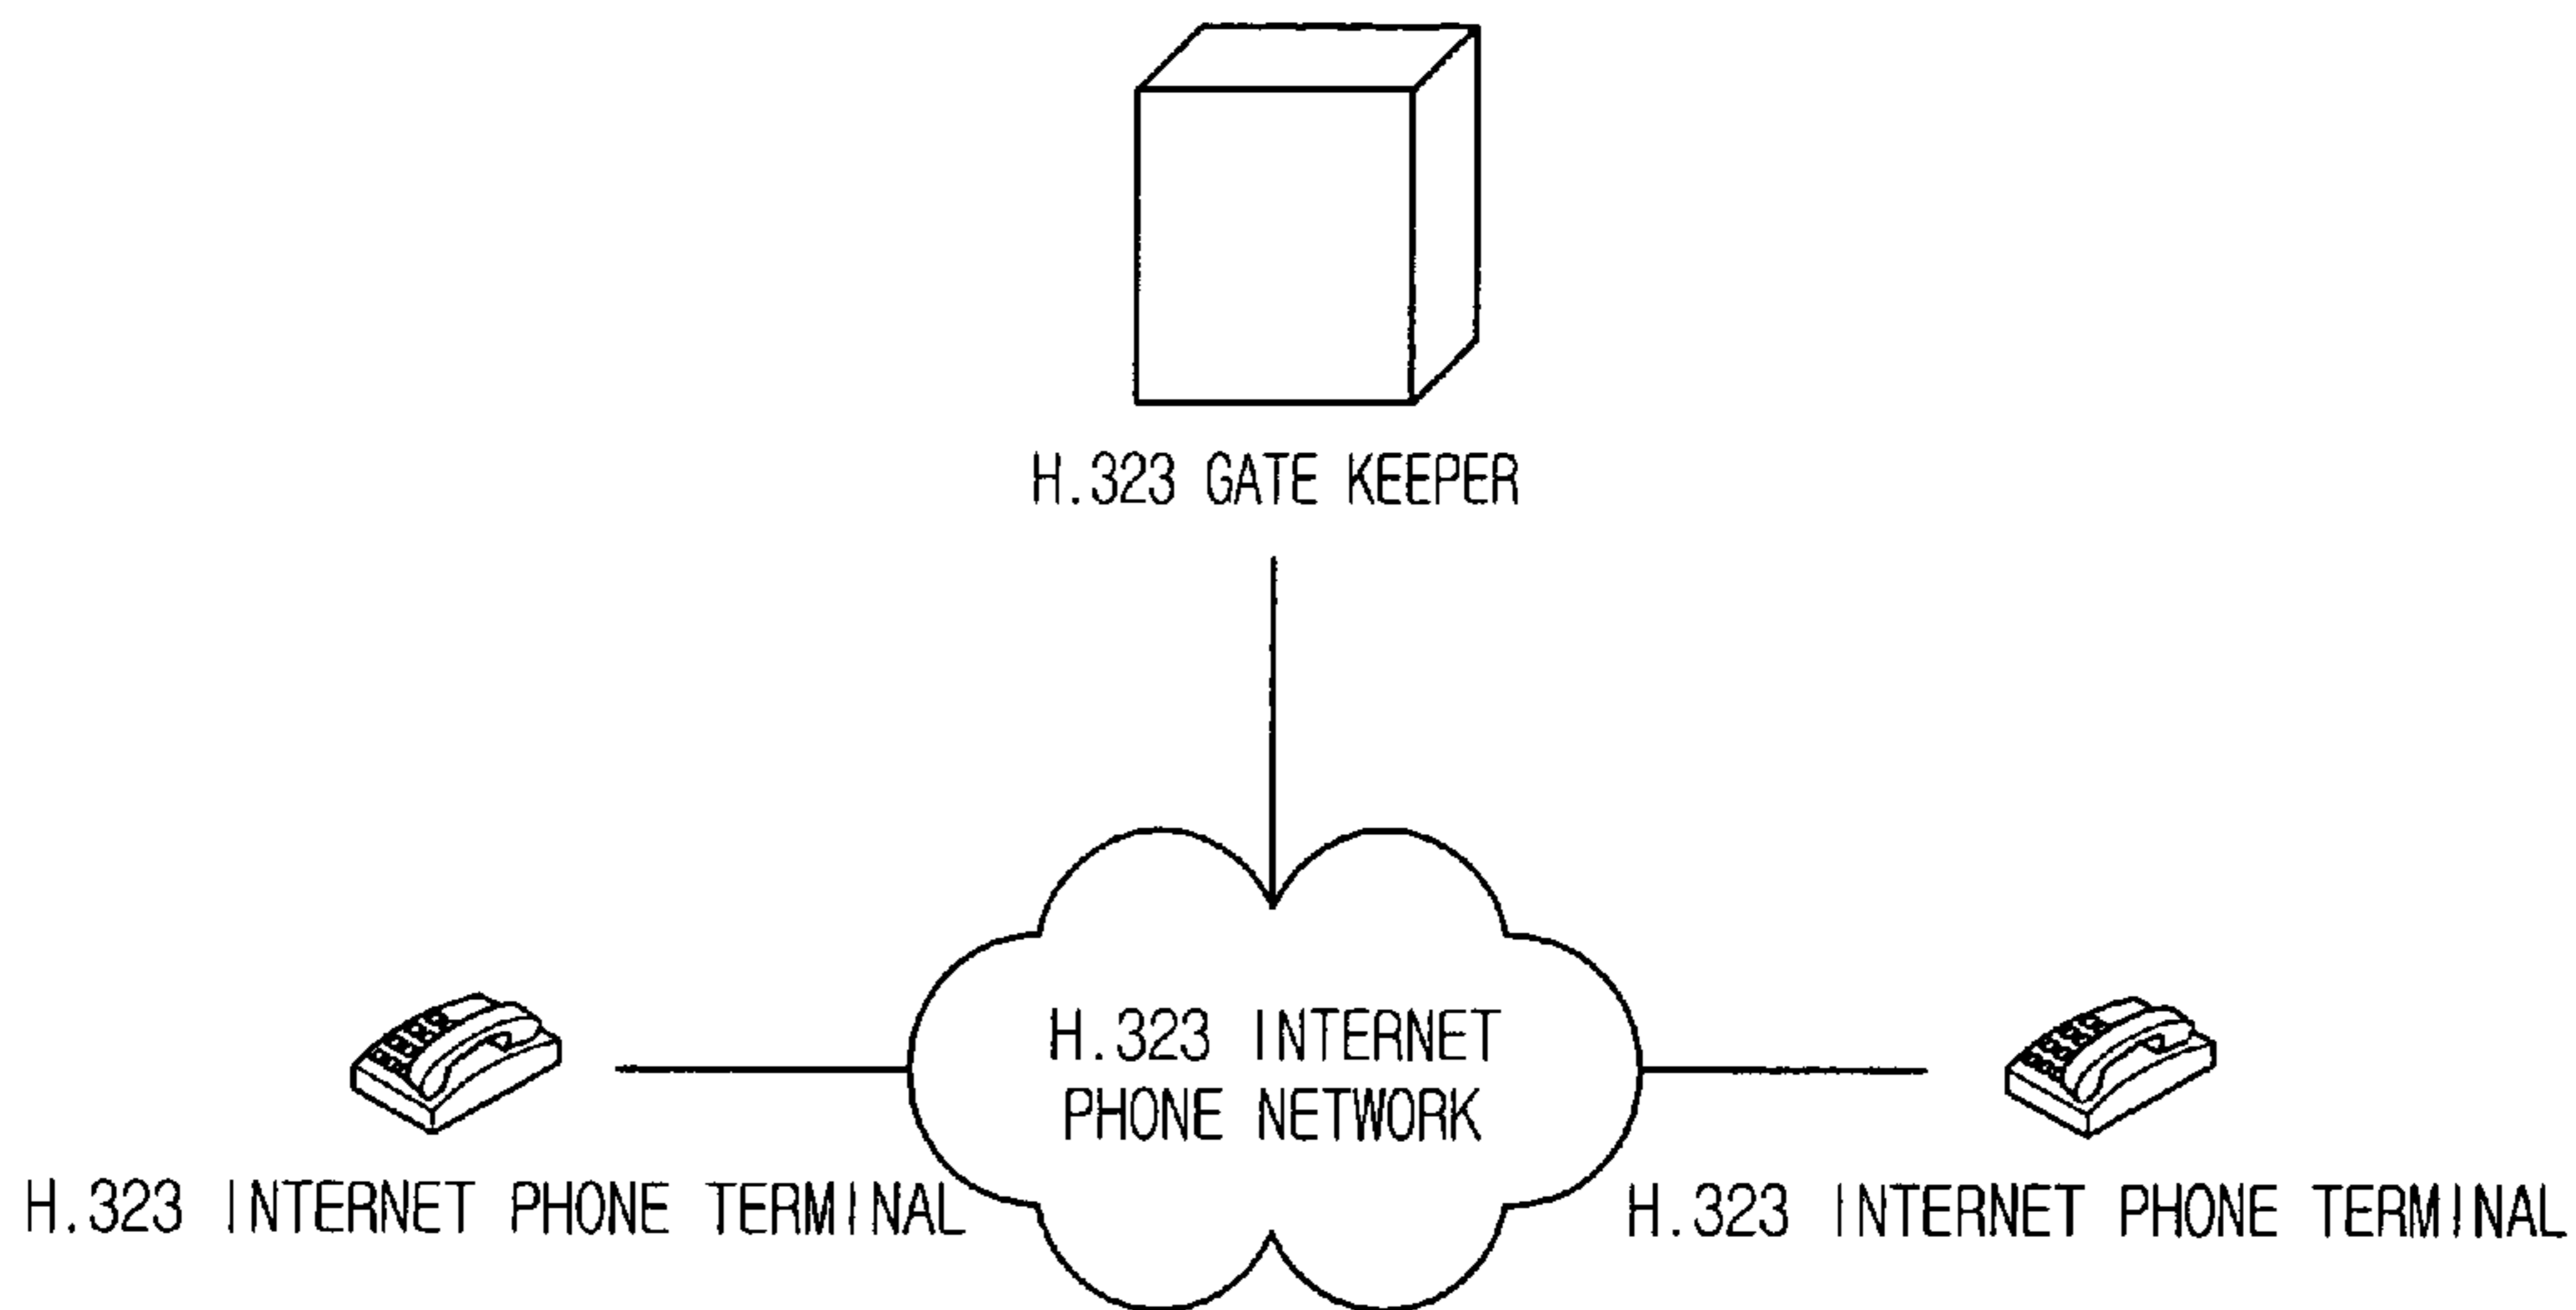 H.323 GATE KEEPER
H.323 INTERNET
PHONE NETWORK
H.323 INTERNET PHONE TERMINAL
H.323 INTERNET PHONE TERMINAL